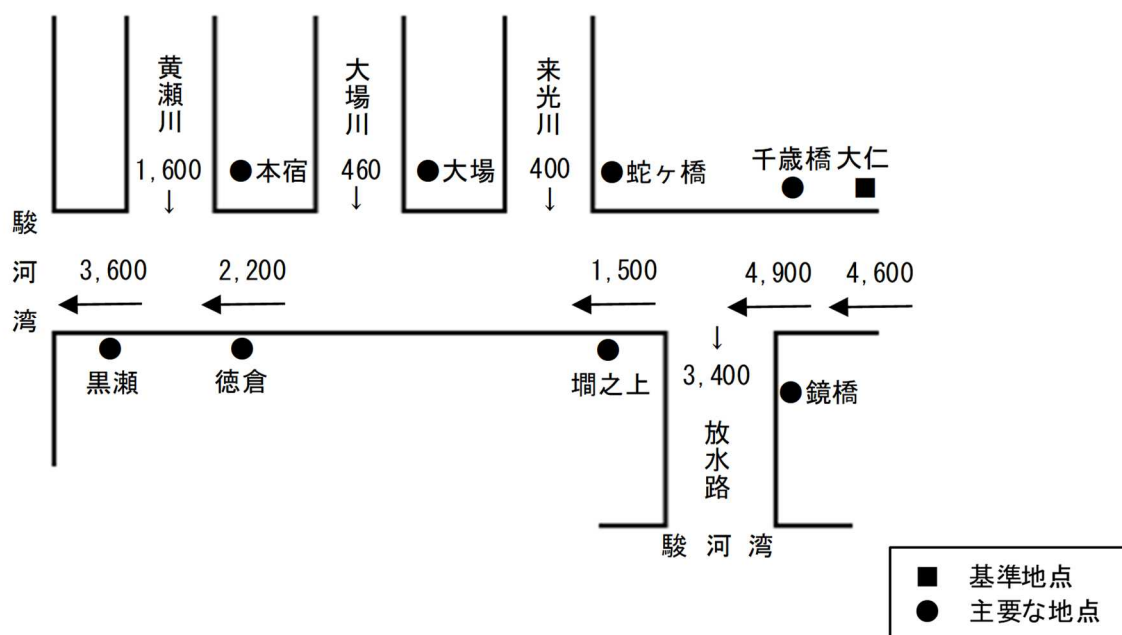 黄瀬川
大場川
来光川
1,600
●本宿
460
●大場
400
●蛇ヶ橋
千歳橋
大仁
↓
↓
↓
●
■
駿河湾
3,600
2,200
1,500
4,900
4,600
←
←
←
←
←
↓
●
黒瀬
●
徳倉
●
墹之上
3,400
●鏡橋
放水路
駿河湾
■ 基準地点
● 主要な地点